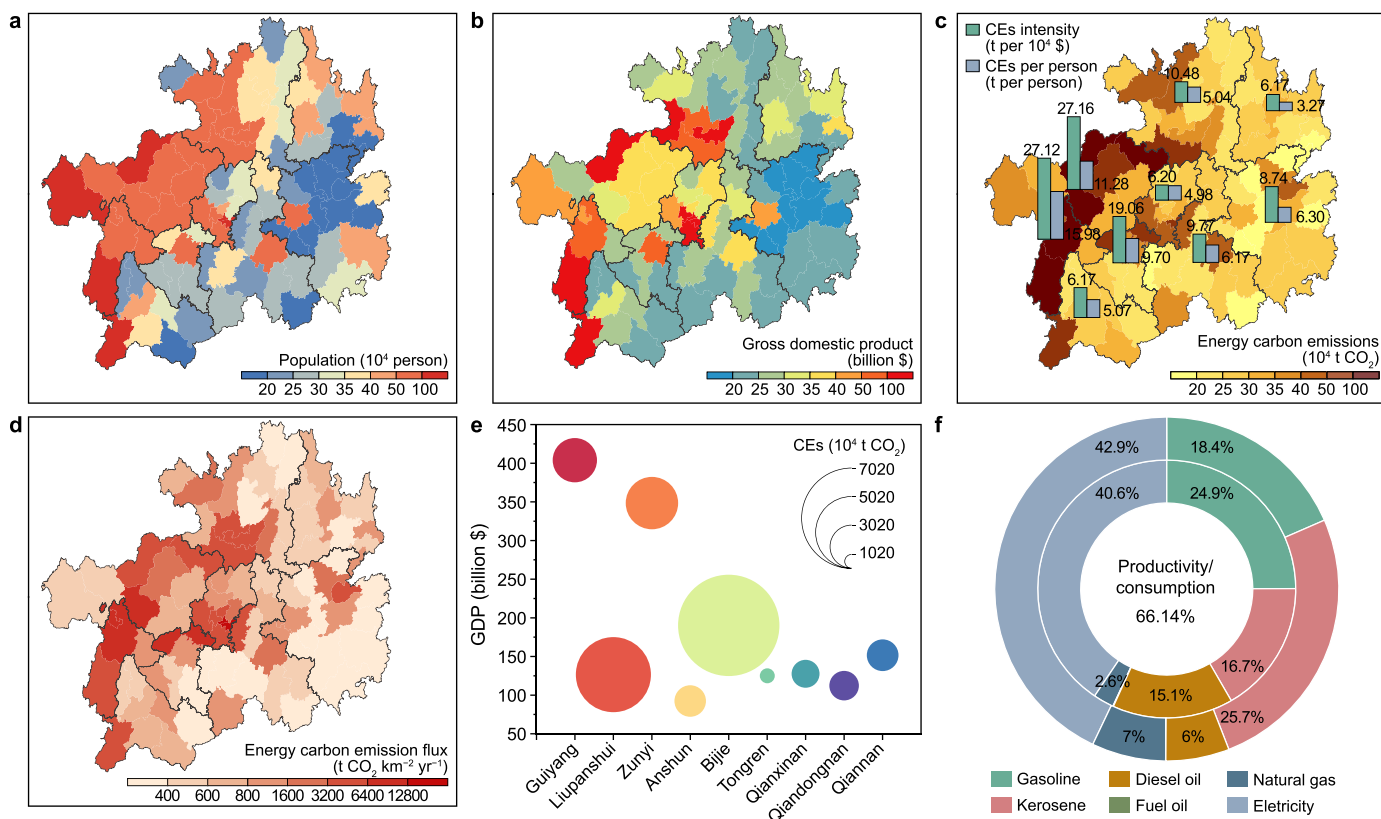 a
Population (10⁴ person)
20 25 30 35 40 50 100
b
Gross domestic product
(billion $)
20 25 30 35 40 50 100
c
CEs intensity
(t per 10⁴ $)
CEs per person
(t per person)
10.48
5.04
6.17
3.27
27.16
11.28
27.12
15.98
6.20
4.98
8.74
6.30
19.06
9.70
9.77
6.17
6.17
5.07
Energy carbon emissions
(10⁴ t CO₂)
20 25 30 35 40 50 100
d
Energy carbon emission flux
(t CO₂ km⁻² yr⁻¹)
400 600 800 1600 3200 6400 12800
e
GDP (billion $)
450
400
350
300
250
200
150
100
50
CEs (10⁴ t CO₂)
7020
5020
3020
1020
Guiyang
Liupanshui
Zunyi
Anshun
Bijie
Tongren
Qianxinan
Qiandongnan
Qiannan
f
42.9%
18.4%
40.6%
24.9%
Productivity/
consumption
66.14%
16.7%
2.6%
15.1%
25.7%
7%
6%
Gasoline
Diesel oil
Natural gas
Kerosene
Fuel oil
Eletricity